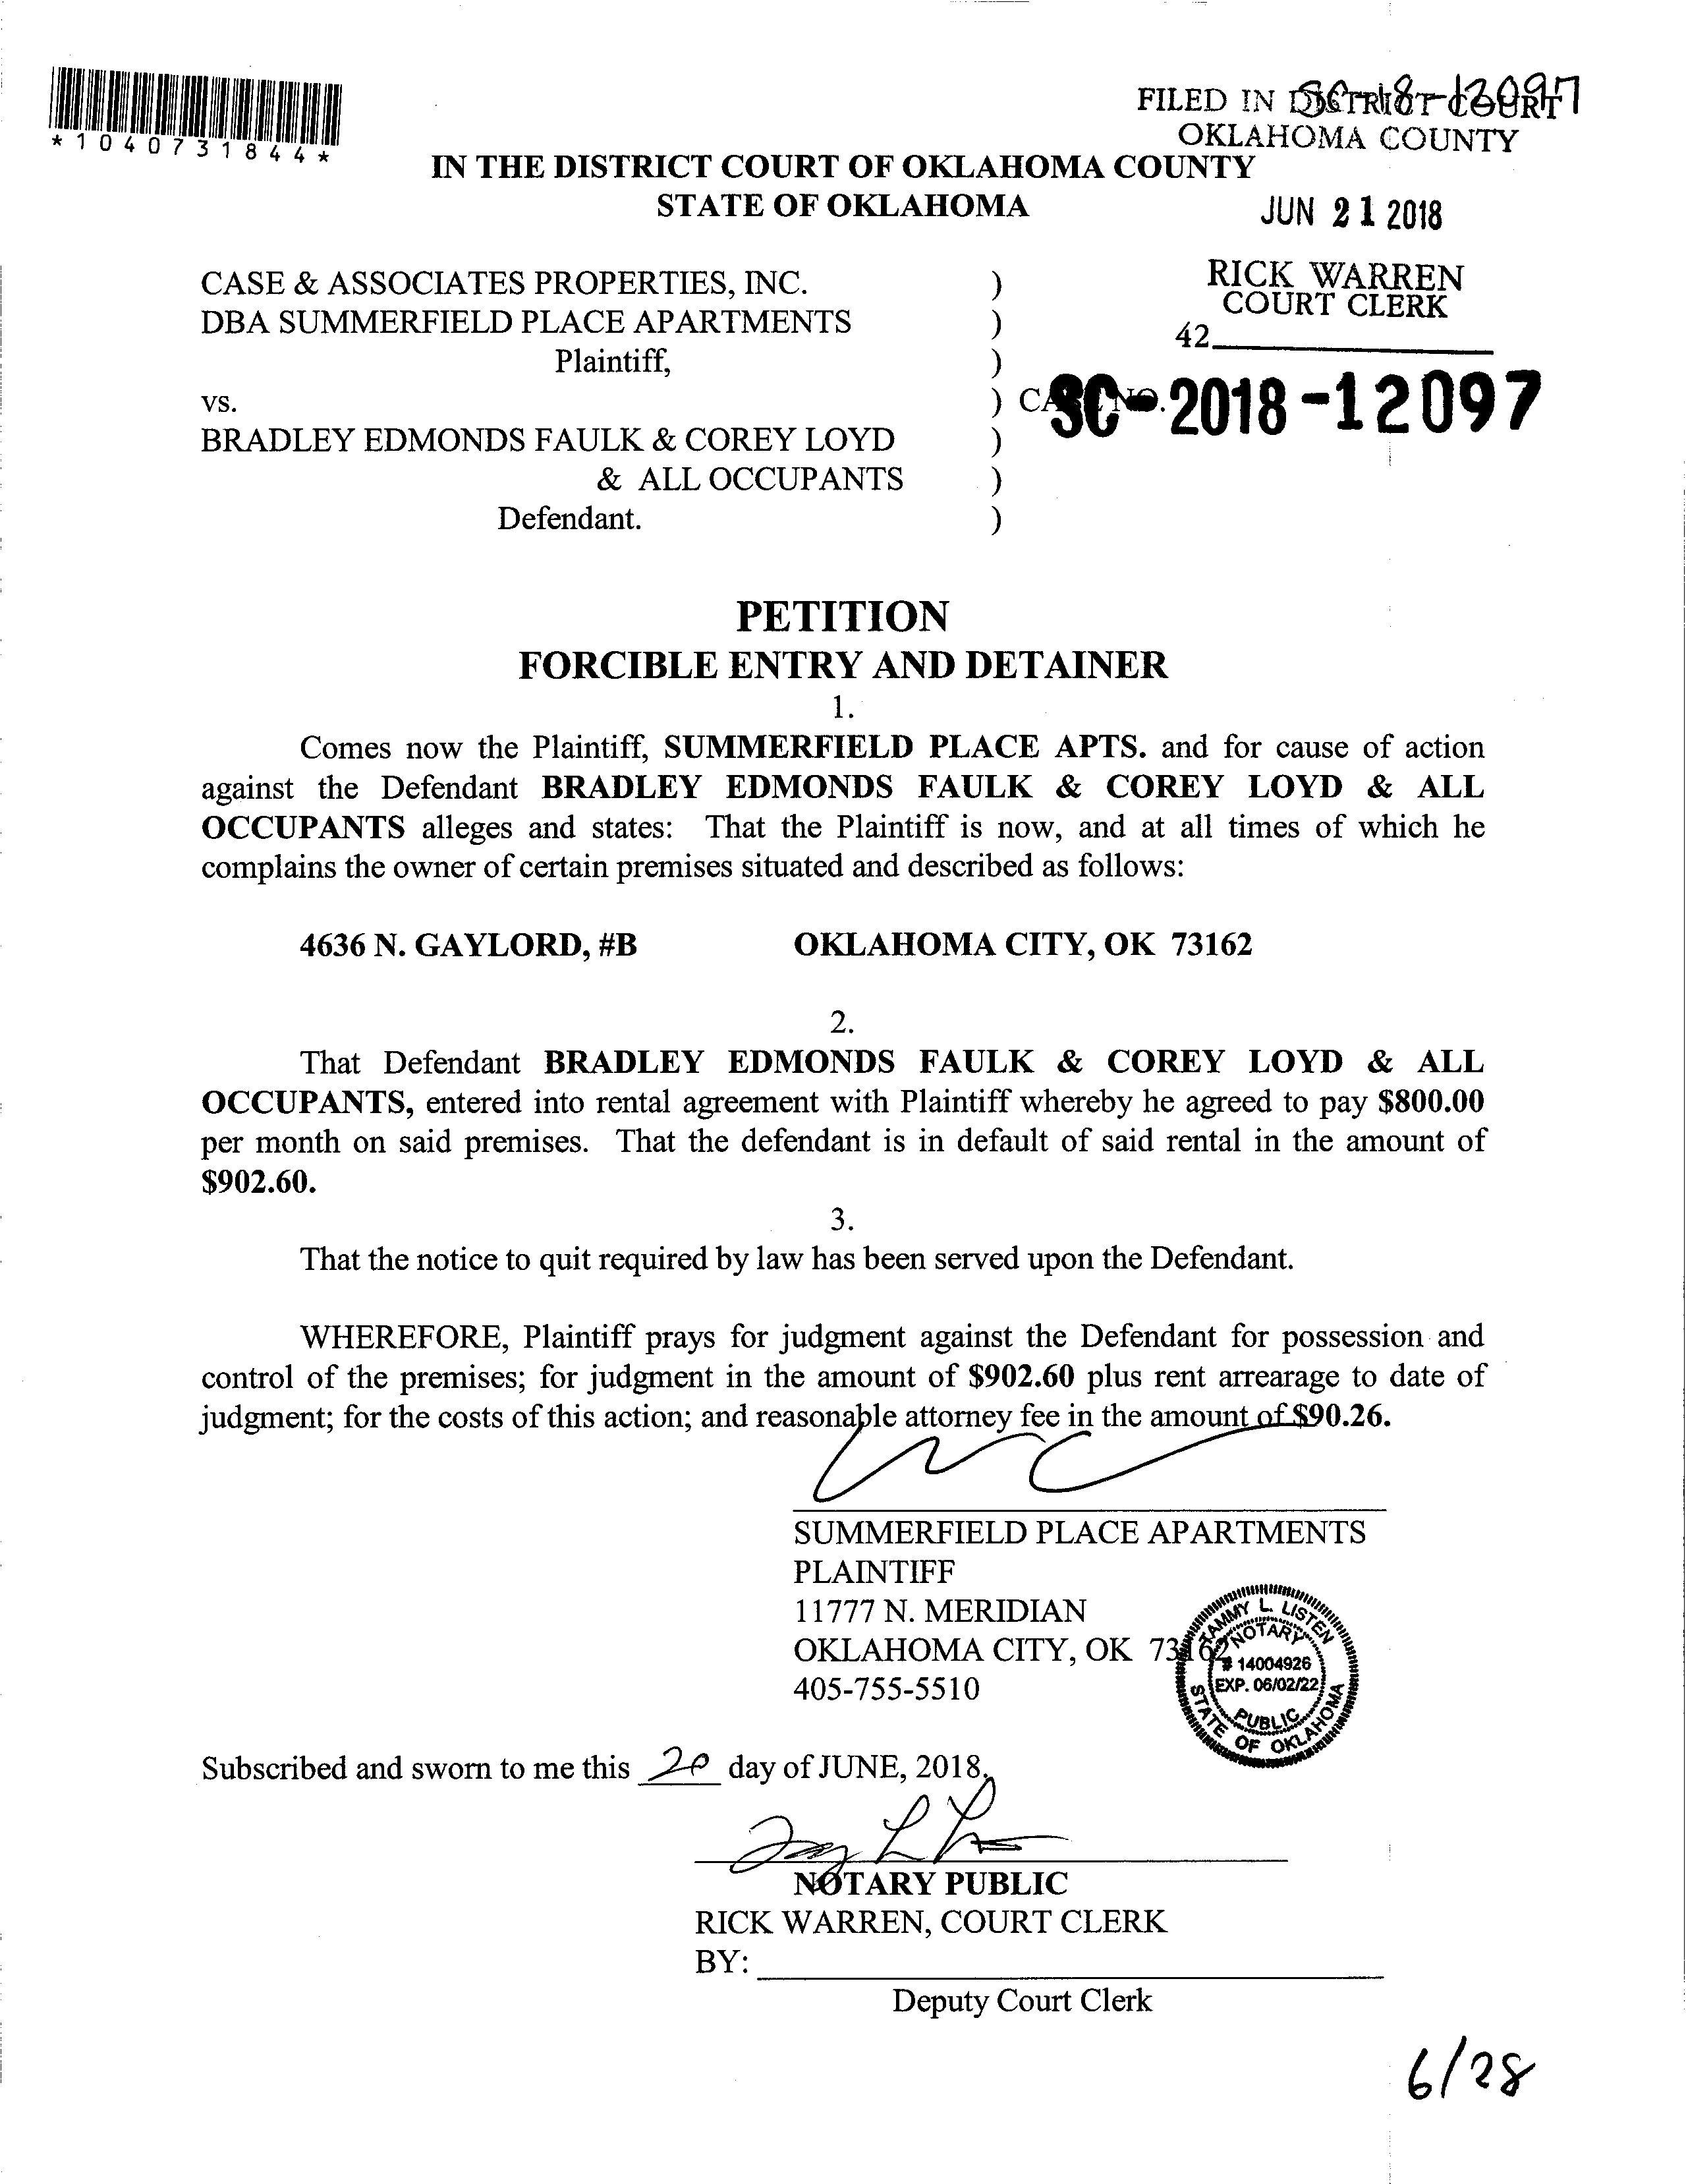 *1040731844*
FILED IN DISTRICT COURT
SC-18-12097
OKLAHOMA COUNTY
IN THE DISTRICT COURT OF OKLAHOMA COUNTY
STATE OF OKLAHOMA
JUN 21 2018
CASE & ASSOCIATES PROPERTIES, INC. )
DBA SUMMERFIELD PLACE APARTMENTS )
Plaintiff, )
RICK WARREN
COURT CLERK
42
vs. ) CASE NO.
SC-2018-12097
BRADLEY EDMONDS FAULK & COREY LOYD )
& ALL OCCUPANTS )
Defendant. )
PETITION
FORCIBLE ENTRY AND DETAINER
1.
Comes now the Plaintiff, SUMMERFIELD PLACE APTS. and for cause of action
against the Defendant BRADLEY EDMONDS FAULK & COREY LOYD & ALL
OCCUPANTS alleges and states: That the Plaintiff is now, and at all times of which he
complains the owner of certain premises situated and described as follows:
4636 N. GAYLORD, #B OKLAHOMA CITY, OK 73162
2.
That Defendant BRADLEY EDMONDS FAULK & COREY LOYD & ALL
OCCUPANTS, entered into rental agreement with Plaintiff whereby he agreed to pay $800.00
per month on said premises. That the defendant is in default of said rental in the amount of
$902.60.
3.
That the notice to quit required by law has been served upon the Defendant.
WHEREFORE, Plaintiff prays for judgment against the Defendant for possession and
control of the premises; for judgment in the amount of $902.60 plus rent arrearage to date of
judgment; for the costs of this action; and reasonable attorney fee in the amount of $90.26.
SUMMERFIELD PLACE APARTMENTS
PLAINTIFF
11777 N. MERIDIAN
OKLAHOMA CITY, OK 73162
405-755-5510
TAMMY L. LISTEN
NOTARY
# 14004926
EXP. 06/02/22
PUBLIC
STATE OF OKLAHOMA
Subscribed and sworn to me this 20 day of JUNE, 2018.
NOTARY PUBLIC
RICK WARREN, COURT CLERK
BY:
Deputy Court Clerk
6/28